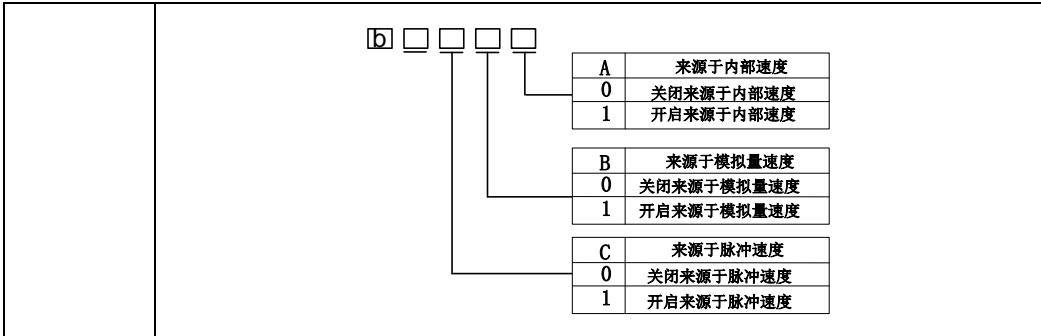 b
A 来源于内部速度
0 关闭来源于内部速度
1 开启来源于内部速度
B 来源于模拟量速度
0 关闭来源于模拟量速度
1 开启来源于模拟量速度
C 来源于脉冲速度
0 关闭来源于脉冲速度
1 开启来源于脉冲速度